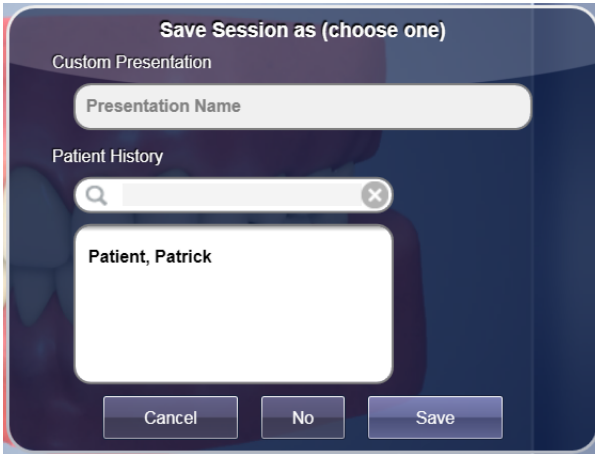 Save Session as (choose one)
Custom Presentation
Presentation Name
Patient History
Patient, Patrick
Cancel No Save